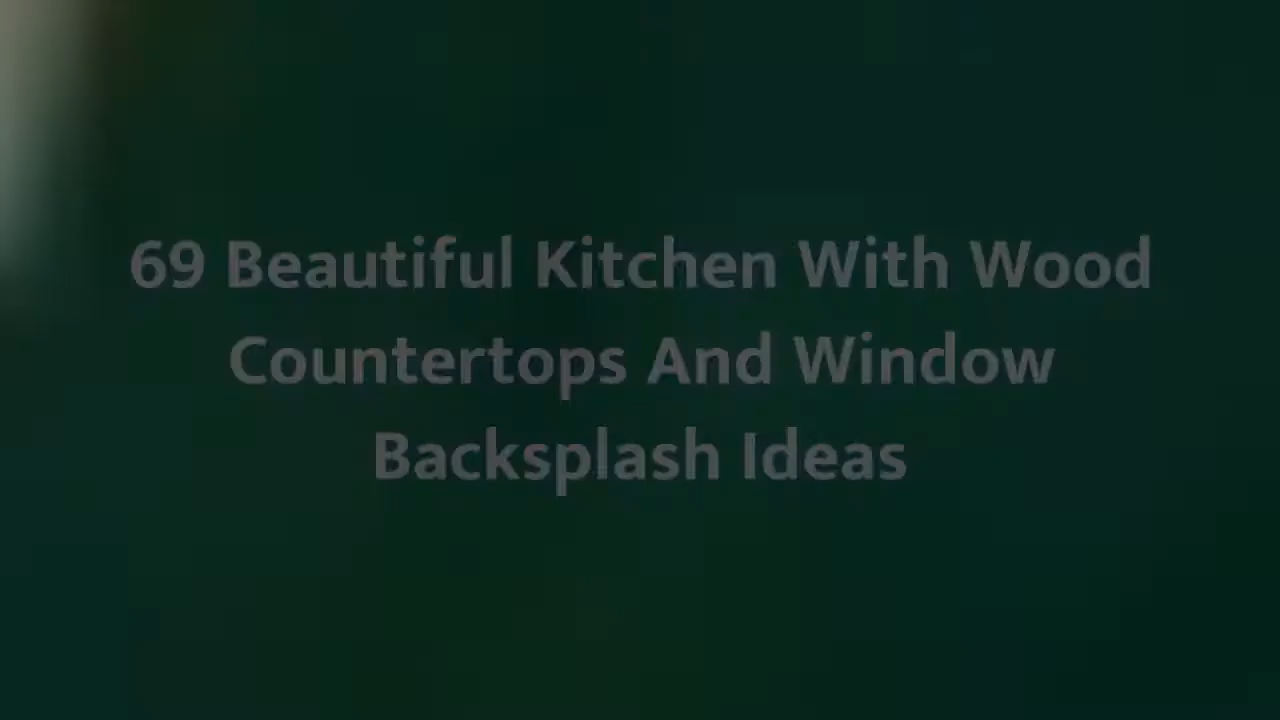 69 Beautiful Kitchen With Wood
Countertops And Window
Backsplash Ideas